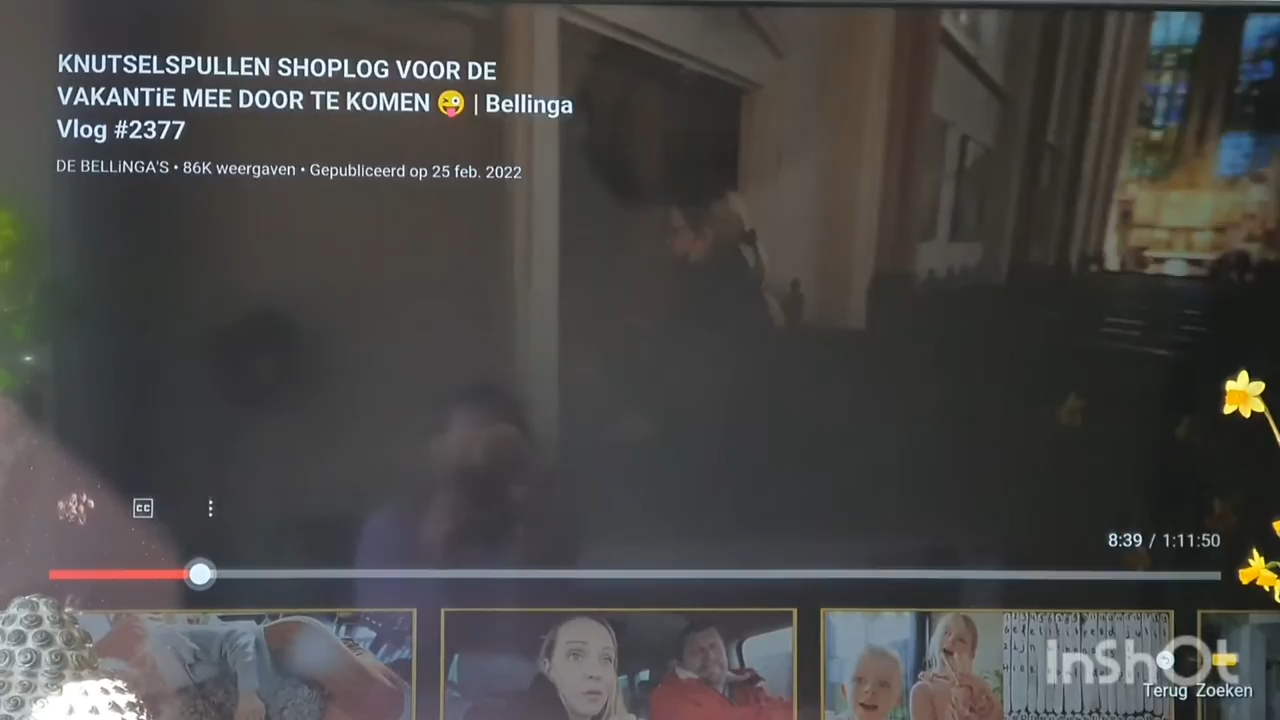 KNUTSELSPULLEN SHOPLOG VOOR DE
VAKANTiE MEE DOOR TE KOMEN 😜 | Bellinga
Vlog #2377
DE BELLiNGA'S • 86K weergaven • Gepubliceerd op 25 feb. 2022
CC
8:39 / 1:11:50
InShOt
Terug Zoeken